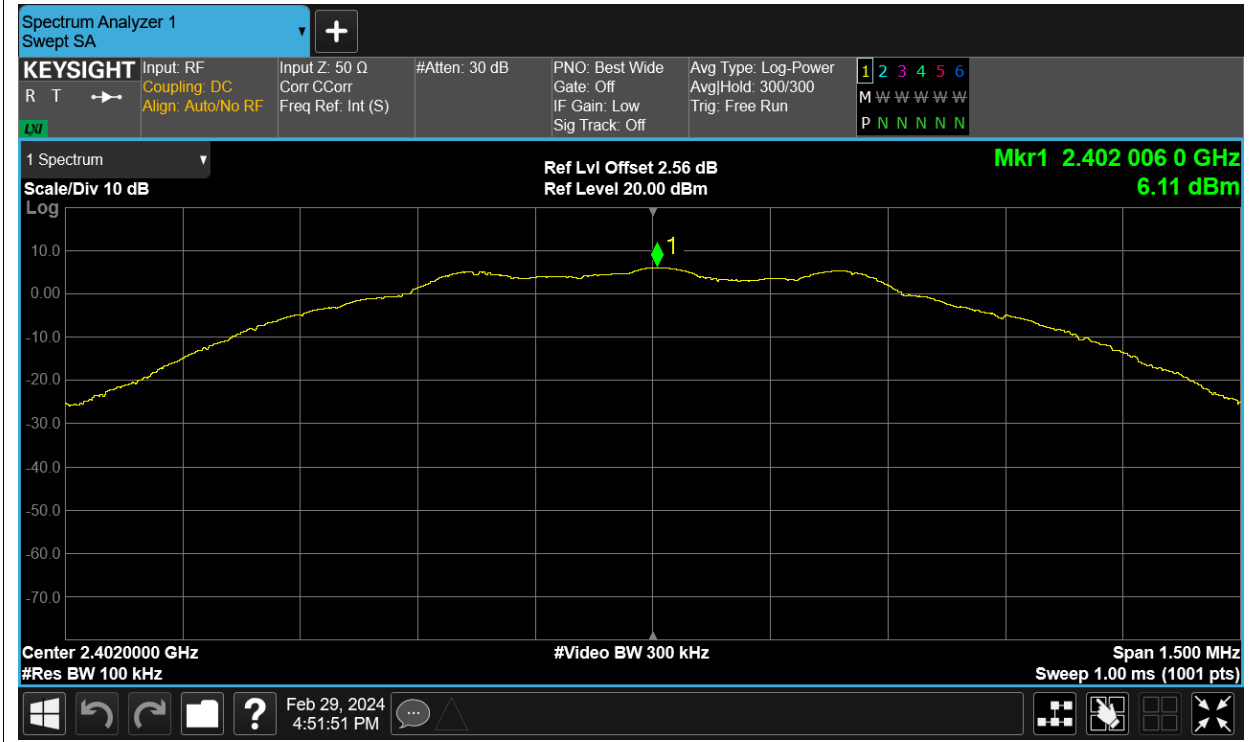 Spectrum Analyzer 1
Swept SA
▼
+
KEYSIGHT
R T
LXI
Input: RF
Coupling: DC
Align: Auto/No RF
Input Z: 50 Ω
Corr CCorr
Freq Ref: Int (S)
#Atten: 30 dB
PNO: Best Wide
Gate: Off
IF Gain: Low
Sig Track: Off
Avg Type: Log-Power
Avg|Hold: 300/300
Trig: Free Run
1 2 3 4 5 6
M W W W W W
P N N N N N
1 Spectrum ▼
Scale/Div 10 dB
Log
Ref Lvl Offset 2.56 dB
Ref Level 20.00 dBm
Mkr1 2.402 006 0 GHz
6.11 dBm
1
10.0
0.00
-10.0
-20.0
-30.0
-40.0
-50.0
-60.0
-70.0
Center 2.4020000 GHz
#Res BW 100 kHz
#Video BW 300 kHz
Span 1.500 MHz
Sweep 1.00 ms (1001 pts)
?
Feb 29, 2024
4:51:51 PM